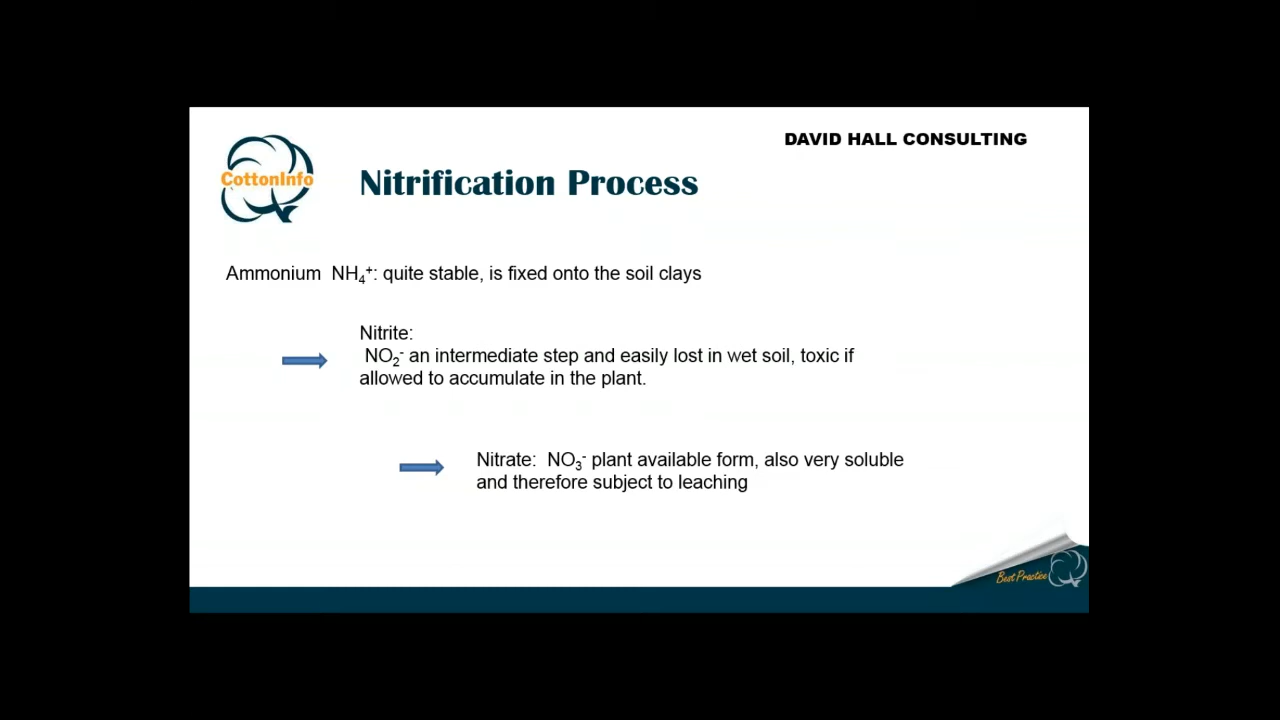 DAVID HALL CONSULTING
CottonInfo
Nitrification Process
Ammonium NH₄⁺: quite stable, is fixed onto the soil clays
Nitrite:
NO₂⁻ an intermediate step and easily lost in wet soil, toxic if
allowed to accumulate in the plant.
Nitrate: NO₃⁻ plant available form, also very soluble
and therefore subject to leaching
Best Practice